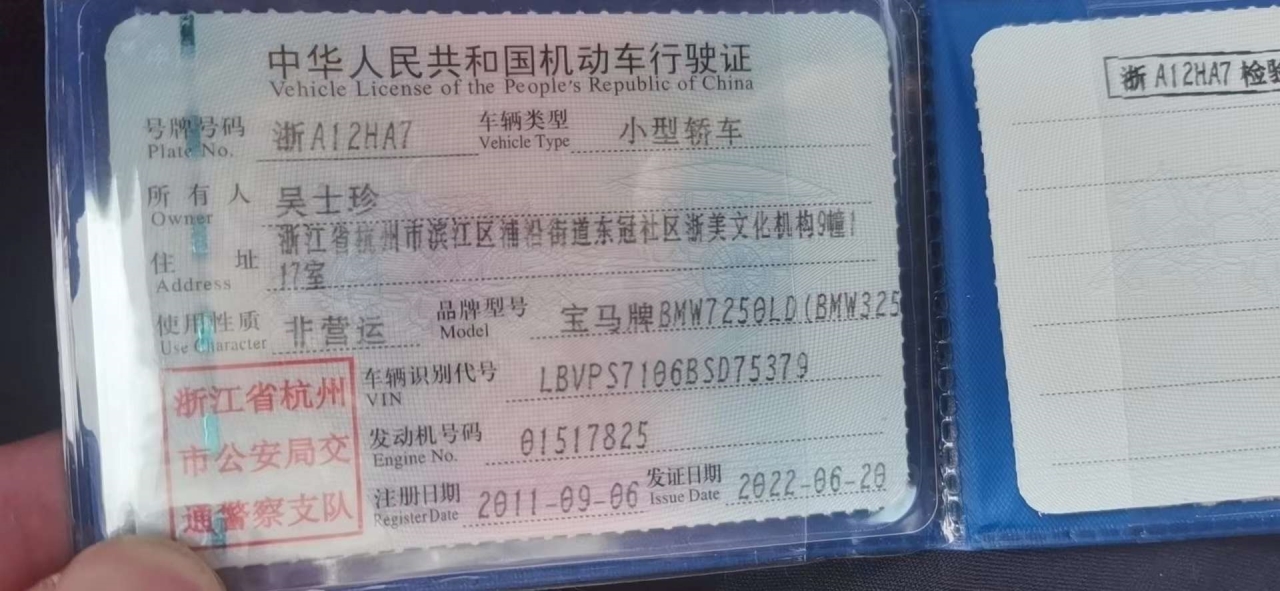 中华人民共和国机动车行驶证
Vehicle License of the People's Republic of China
号牌号码 浙A12HA7 车辆类型 小型轿车
Plate No. Vehicle Type
所有人 吴士珍
Owner
浙江省杭州市滨江区浦沿街道东冠社区浙美文化机构9幢1
住址 17室
Address
使用性质 非营运 品牌型号 宝马牌BMW7250LD(BMW325
Use Character Model
车辆识别代号 LBVPS7106BSD75379
VIN
发动机号码 01517825
Engine No.
注册日期 2011-09-06 发证日期 2022-06-20
Register Date Issue Date
浙江省杭州
市公安局交
通警察支队
浙A12HA7 检验